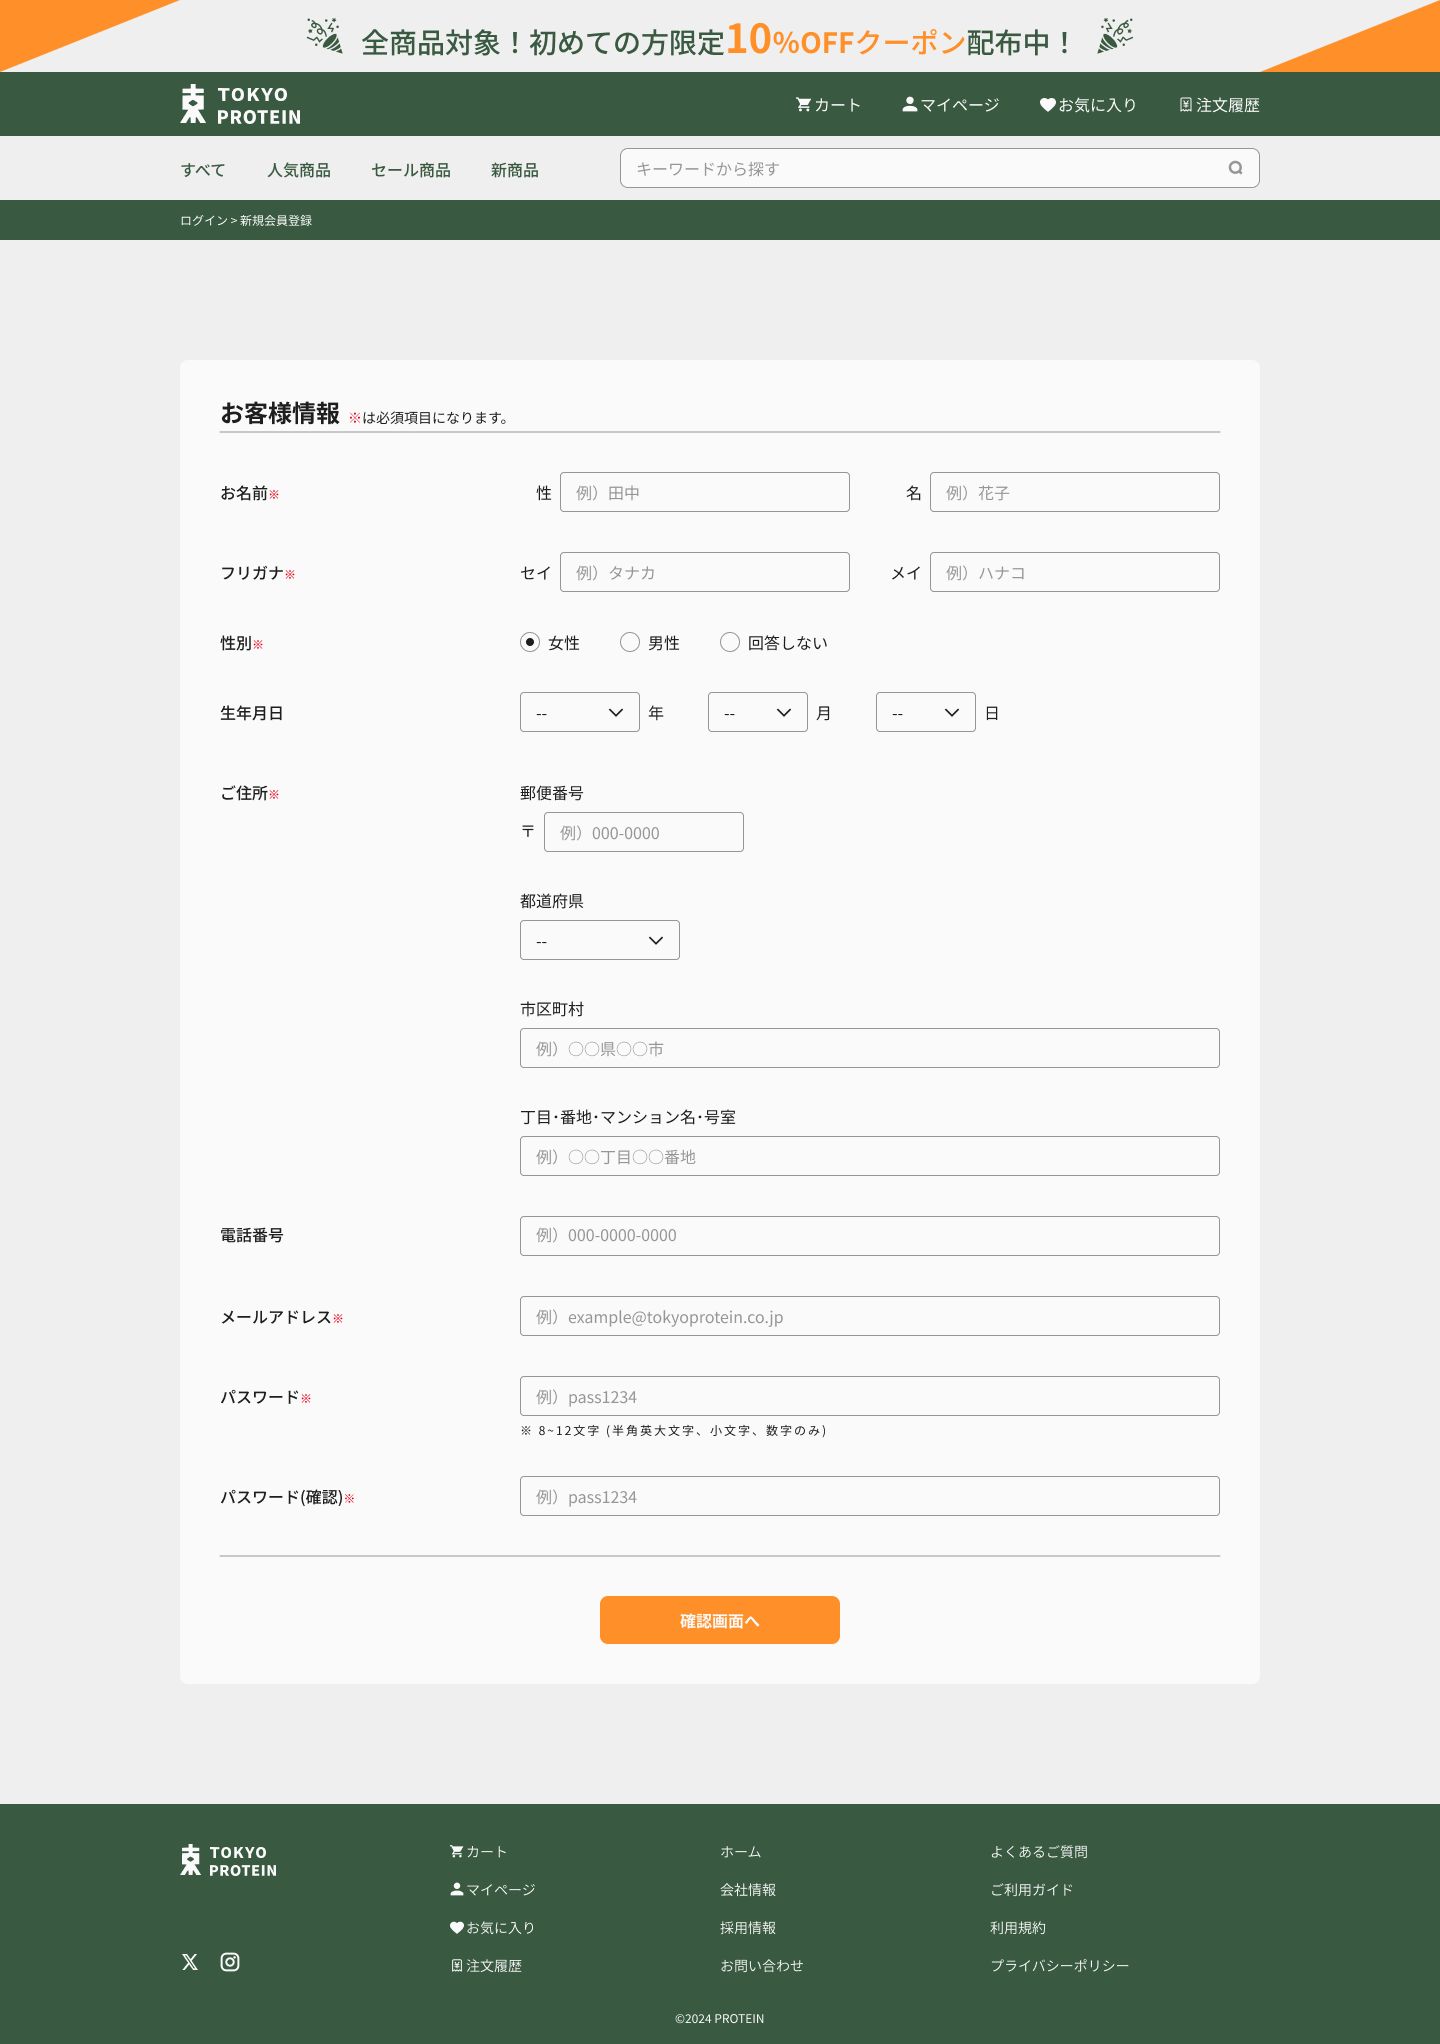 全商品対象！初めての方限定10%OFFクーポン配布中！
TOKYO
PROTEIN
カート
マイページ
お気に入り
注文履歴
すべて
人気商品
セール商品
新商品
キーワードから探す
ログイン > 新規会員登録
お客様情報 ※は必須項目になります。
お名前※
性
例）田中
名
例）花子
フリガナ※
セイ
例）タナカ
メイ
例）ハナコ
性別※
女性
男性
回答しない
生年月日
--
年
--
月
--
日
ご住所※
郵便番号
〒
例）000-0000
都道府県
--
市区町村
例）〇〇県〇〇市
丁目･番地･マンション名･号室
例）〇〇丁目〇〇番地
電話番号
例）000-0000-0000
メールアドレス※
例）example@tokyoprotein.co.jp
パスワード※
例）pass1234
※ 8~12文字 (半角英大文字、小文字、数字のみ)
パスワード(確認)※
例）pass1234
確認画面へ
TOKYO
PROTEIN
カート
マイページ
お気に入り
注文履歴
ホーム
会社情報
採用情報
お問い合わせ
よくあるご質問
ご利用ガイド
利用規約
プライバシーポリシー
©2024 PROTEIN